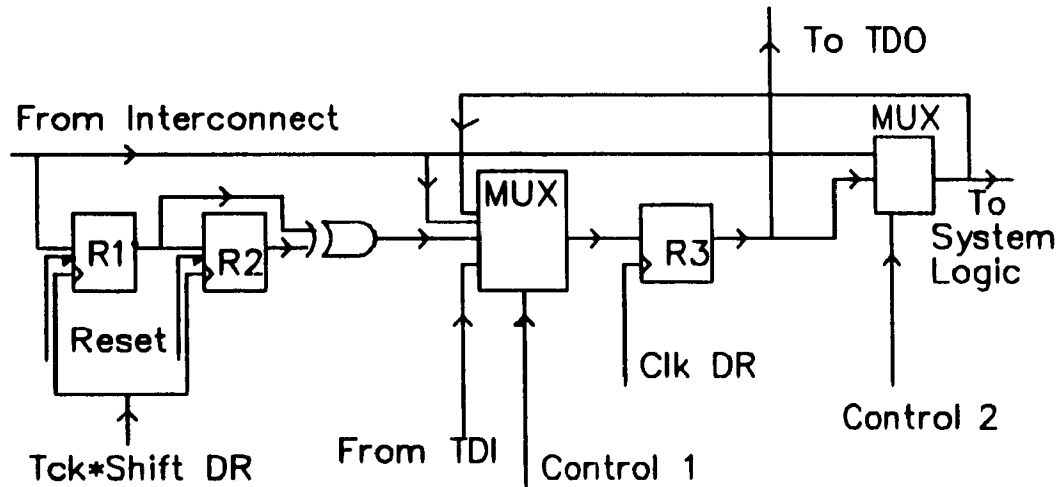 To TDO
From Interconnect
MUX
MUX
R1
R2
R3
To
System
Logic
Reset
Clk DR
Control 2
From TDI
Control 1
Tck*Shift DR